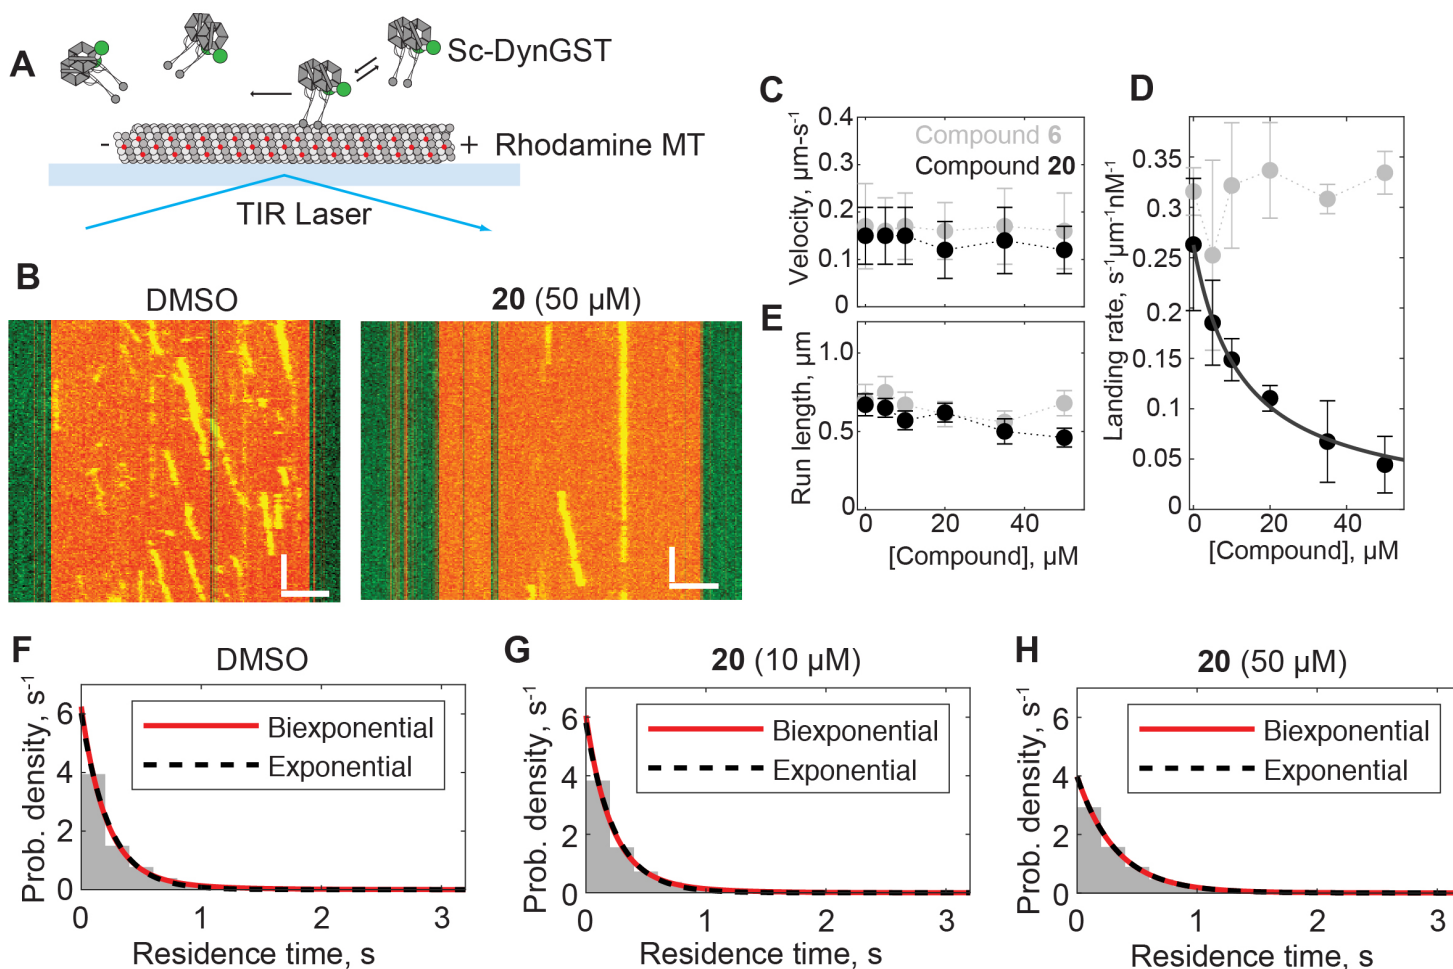 A
Sc-DynGST
-
+ Rhodamine MT
TIR Laser
B
DMSO
20 (50 µM)
C
Velocity, µm-s-1
0.4
0.3
0.2
0.1
0
Compound 6
Compound 20
E
Run length, µm
1.0
0.5
0
0
20
40
[Compound], µM
D
Landing rate, s-1µm-1nM-1
0.35
0.3
0.25
0.2
0.15
0.1
0.05
0
0
20
40
[Compound], µM
F
DMSO
Prob. density, s-1
6
4
2
0
Biexponential
Exponential
0
1
2
3
Residence time, s
G
20 (10 µM)
Prob. density, s-1
6
4
2
0
Biexponential
Exponential
0
1
2
3
Residence time, s
H
20 (50 µM)
Prob. density, s-1
6
4
2
0
Biexponential
Exponential
0
1
2
3
Residence time, s